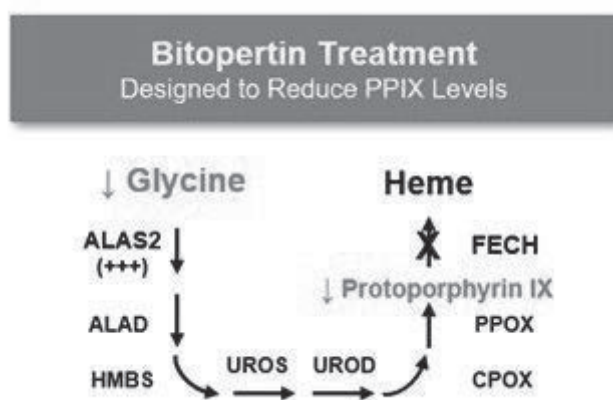 Bitopertin Treatment
Designed to Reduce PPIX Levels
↓ Glycine
Heme
ALAS2
(+++)
X
FECH
↓ Protoporphyrin IX
ALAD
PPOX
HMBS
UROS
UROD
CPOX